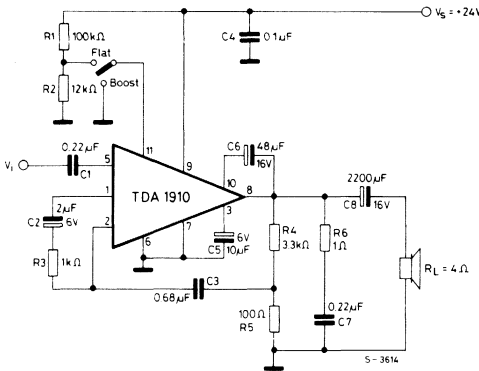 Vs = +24V
R1 100kΩ
C4 0.1µF
Flat
Boost
R2 12kΩ
11
0.22µF
Vi
C1
5
9
C6 48µF
16V
10
8
2200µF
C8 16V
TDA 1910
1
2µF
C2 6V
2
3
6V
C5 10µF
6
7
R4
3.3kΩ
R6
1Ω
R3 1kΩ
C3
0.68µF
RL = 4Ω
100Ω
R5
0.22µF
C7
S-3614